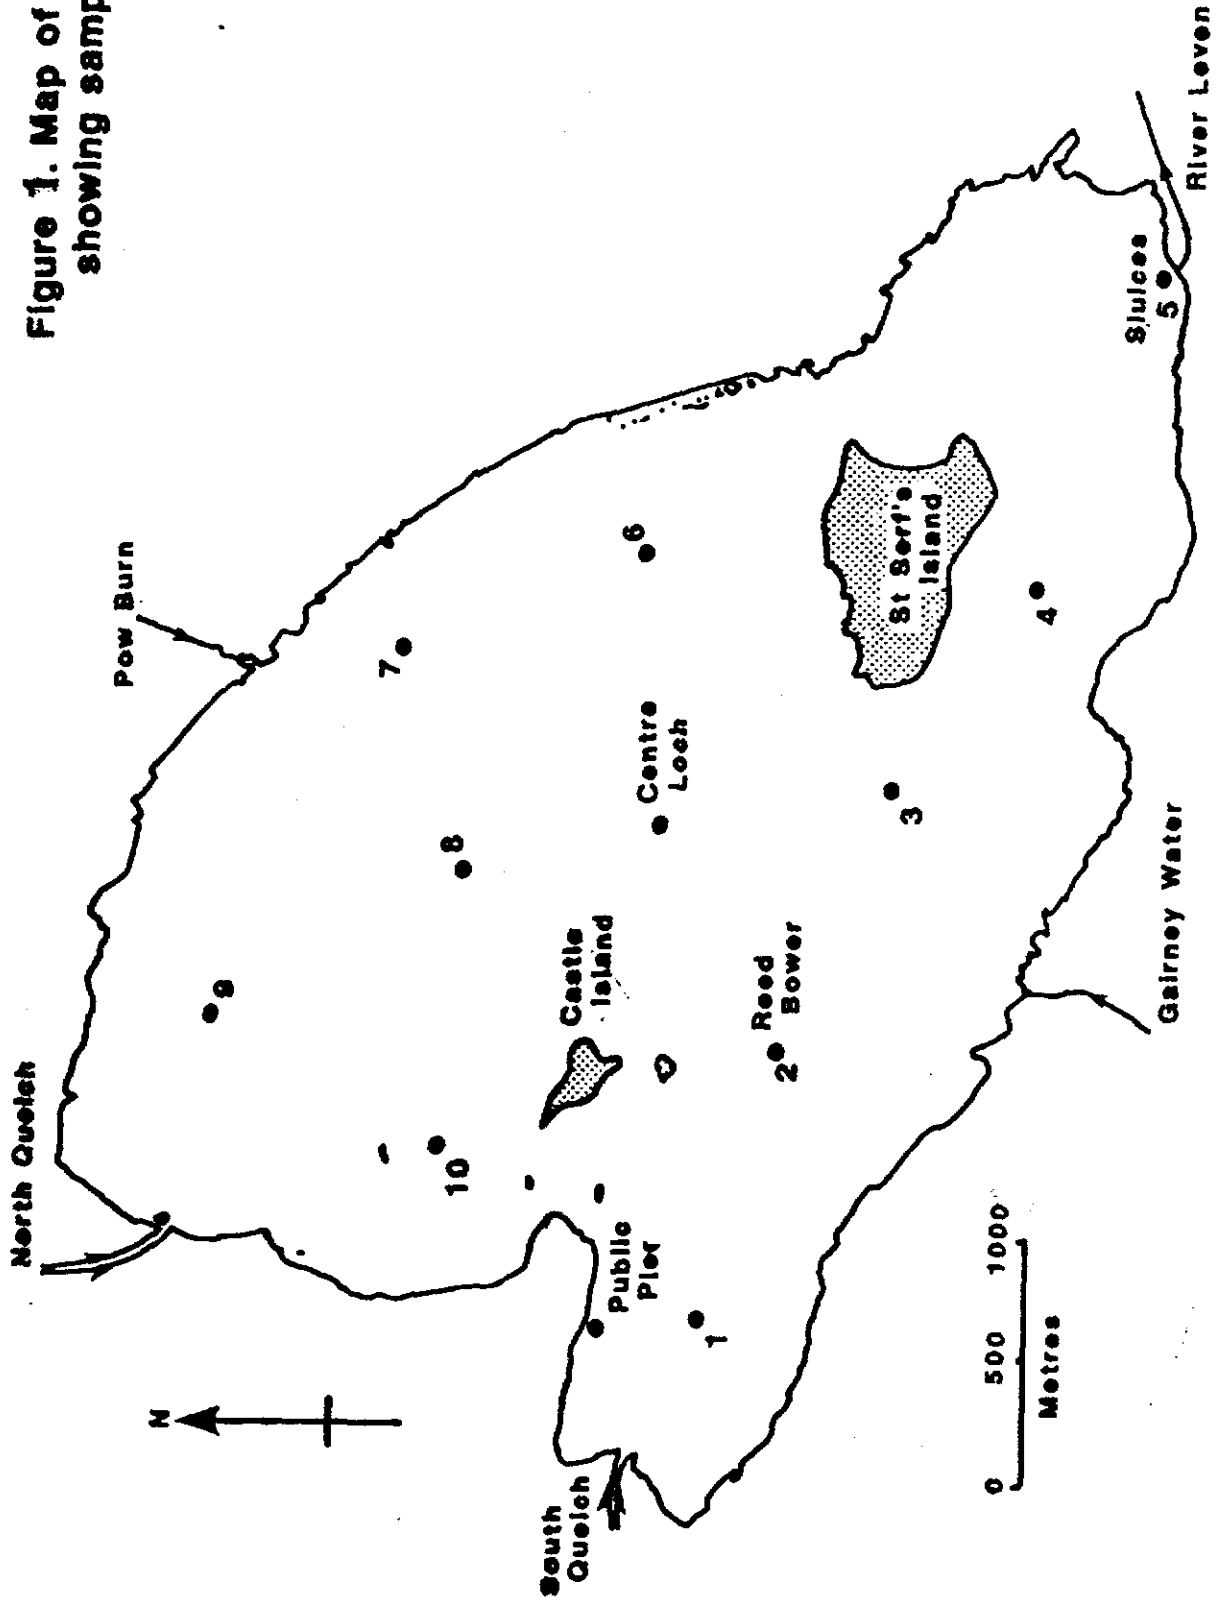 Figure 1. Map of
showing samp
North Queich
Pow Burn
N
9
7
8
10
6
Castle
Island
Centre
Loch
South
Queich
Public
Pier
1
Reed
Bower
2
3
St Serf's
Island
4
Sluices
5
River Leven
Gairney Water
0 500 1000
Metres